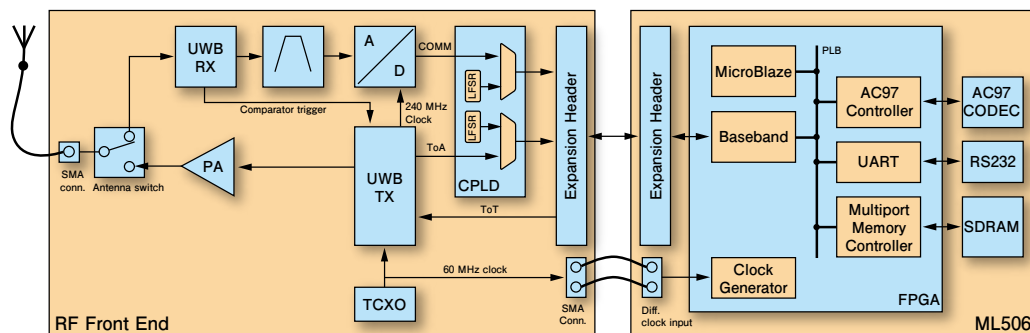 UWB
RX
A
D
COMM
LFSR
Comparator trigger
240 MHz
Clock
LFSR
ToA
UWB
TX
CPLD
PA
SMA
conn.
Antenna switch
ToT
Expansion Header
60 MHz clock
TCXO
SMA
Conn.
RF Front End
Expansion Header
MicroBlaze
PLB
Baseband
AC97
Controller
AC97
CODEC
UART
RS232
Multiport
Memory
Controller
SDRAM
Clock
Generator
FPGA
Diff.
clock input
ML506